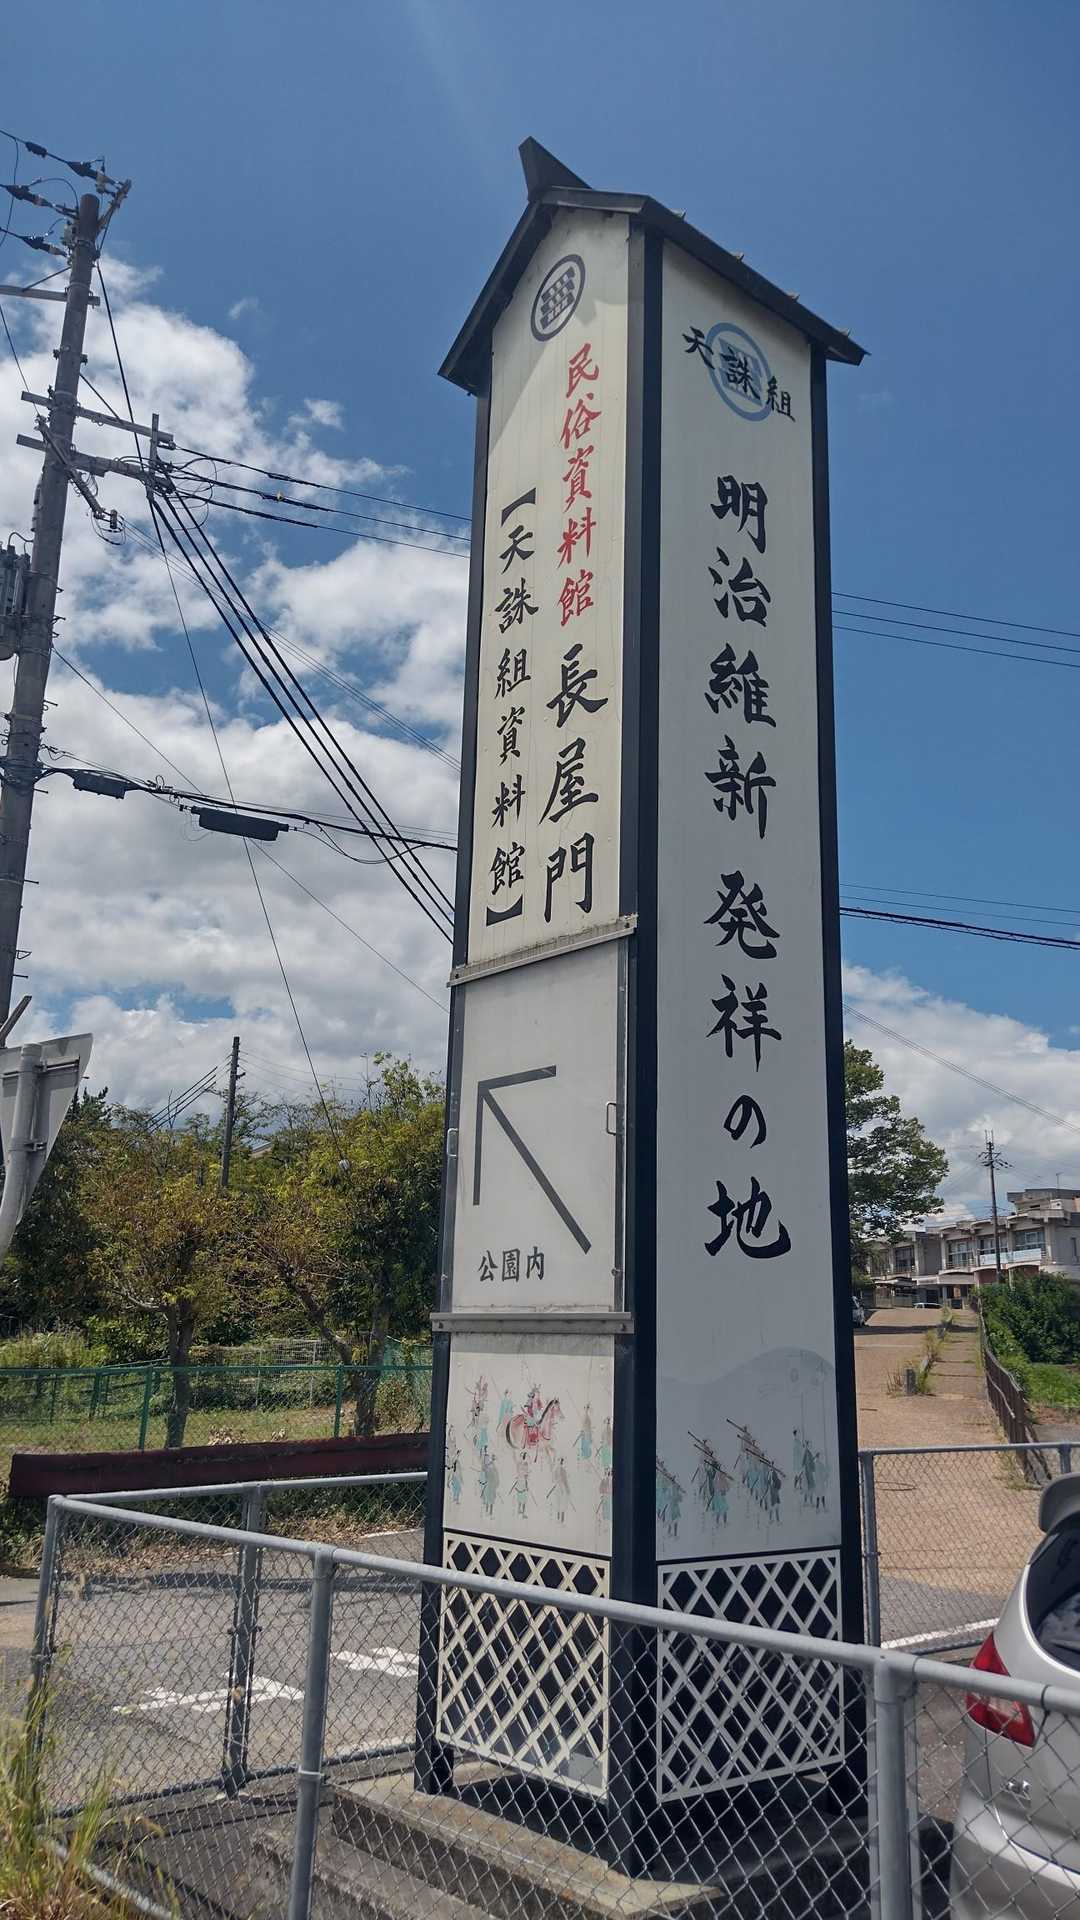 民俗資料館 長屋門
【天誅組資料館】
公園内
天誅組
明治維新発祥の地